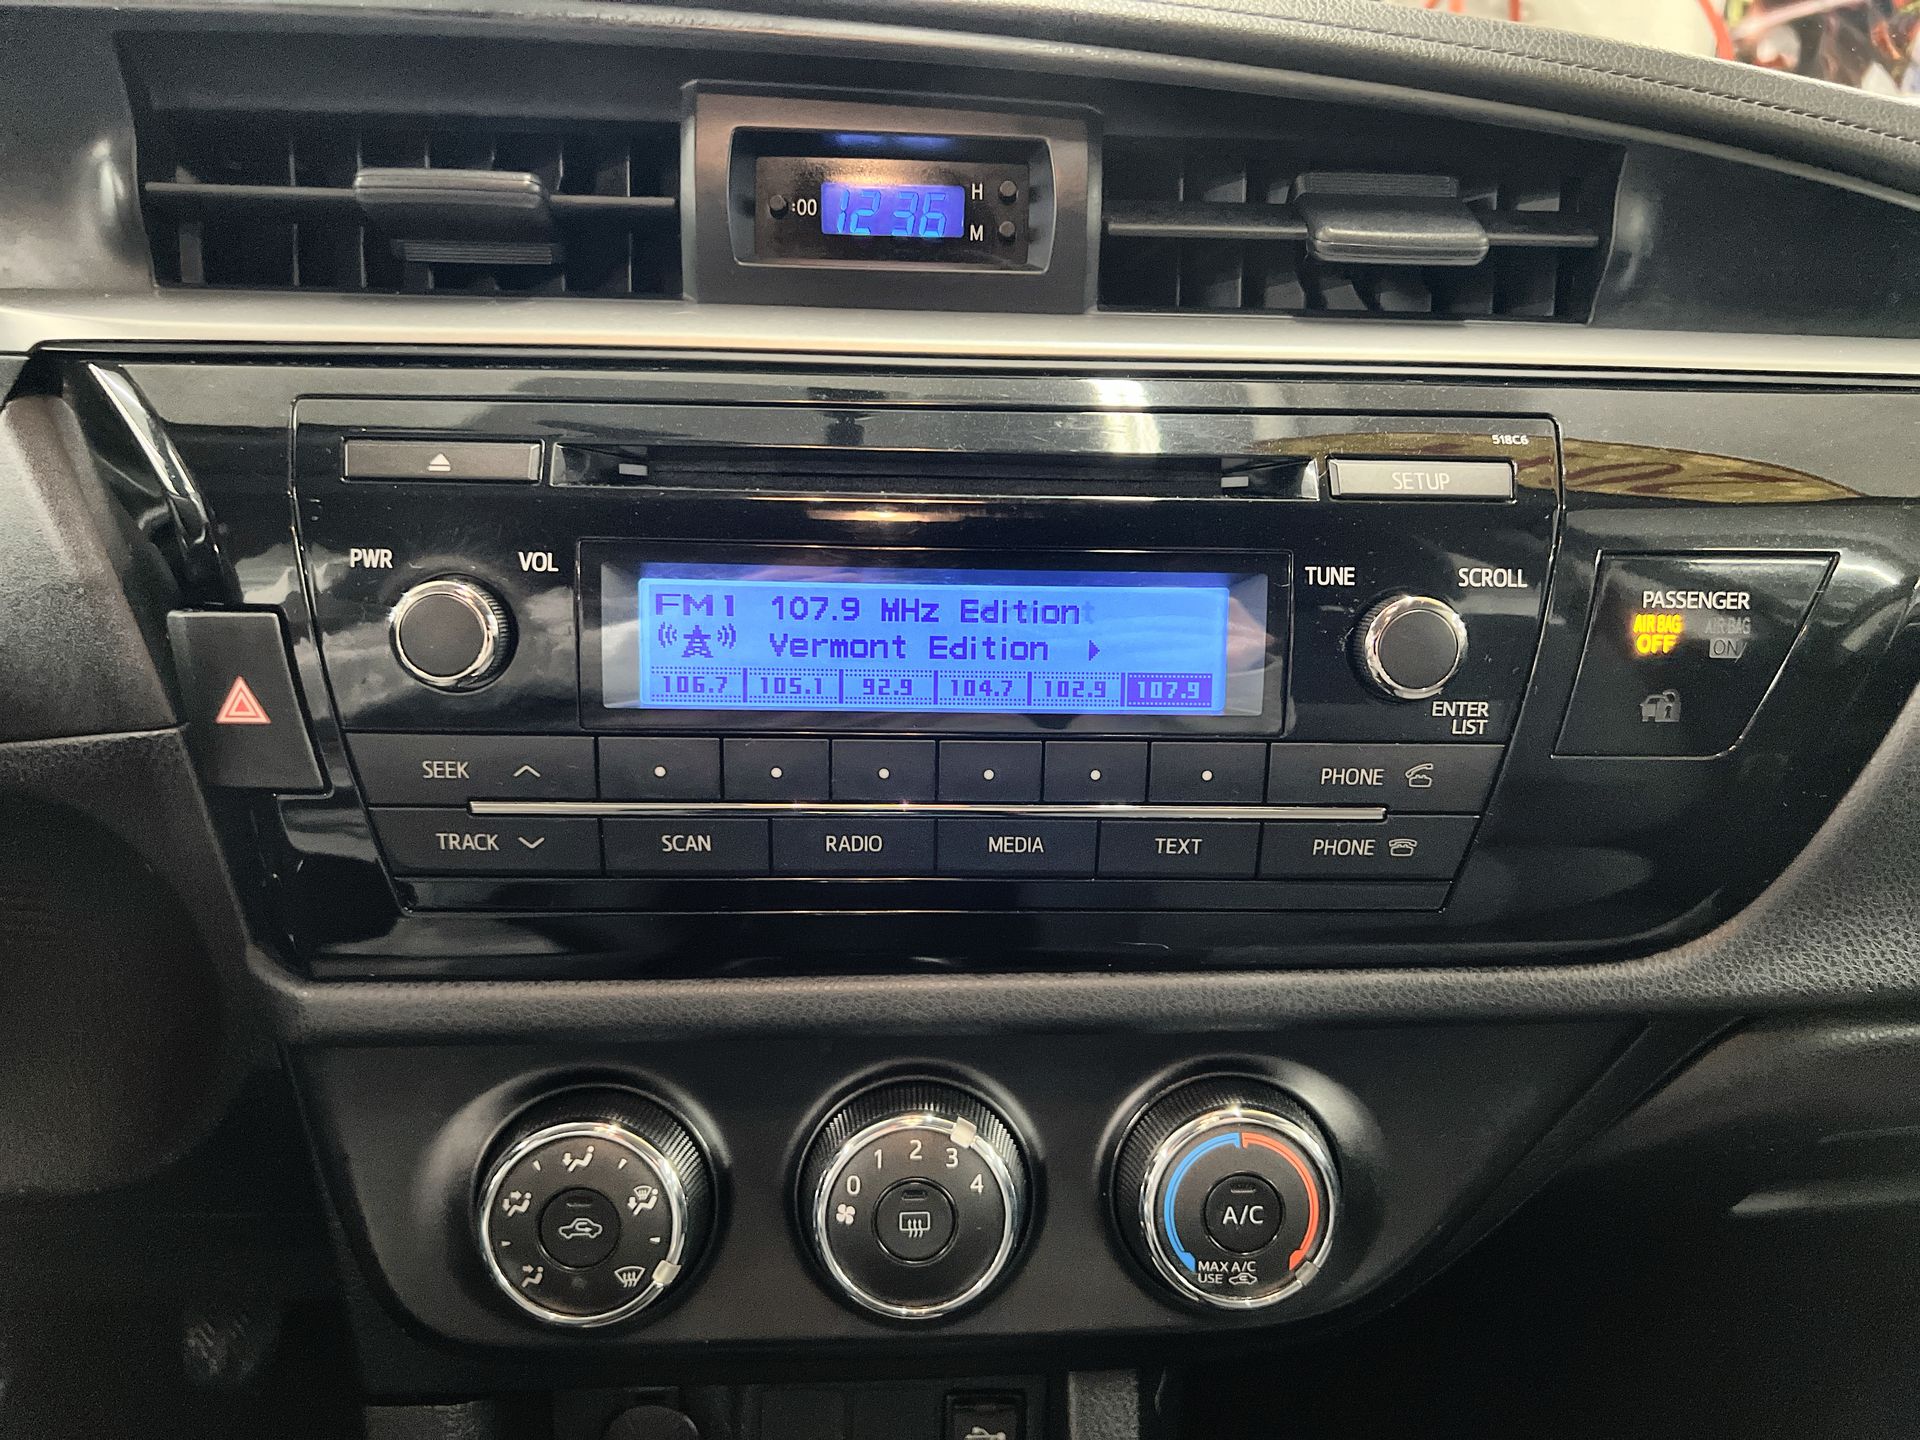 :00 12 36 H
M
518C6
SETUP
PWR VOL
TUNE SCROLL
FM1 107.9 MHz Edition
Vermont Edition
106.7 105.1 92.9 104.7 102.9 107.9
ENTER
LIST
PASSENGER
AIR BAG AIR BAG
OFF ON
SEEK PHONE
TRACK SCAN RADIO MEDIA TEXT PHONE
0 1 2 3 4
A/C
MAX A/C
USE